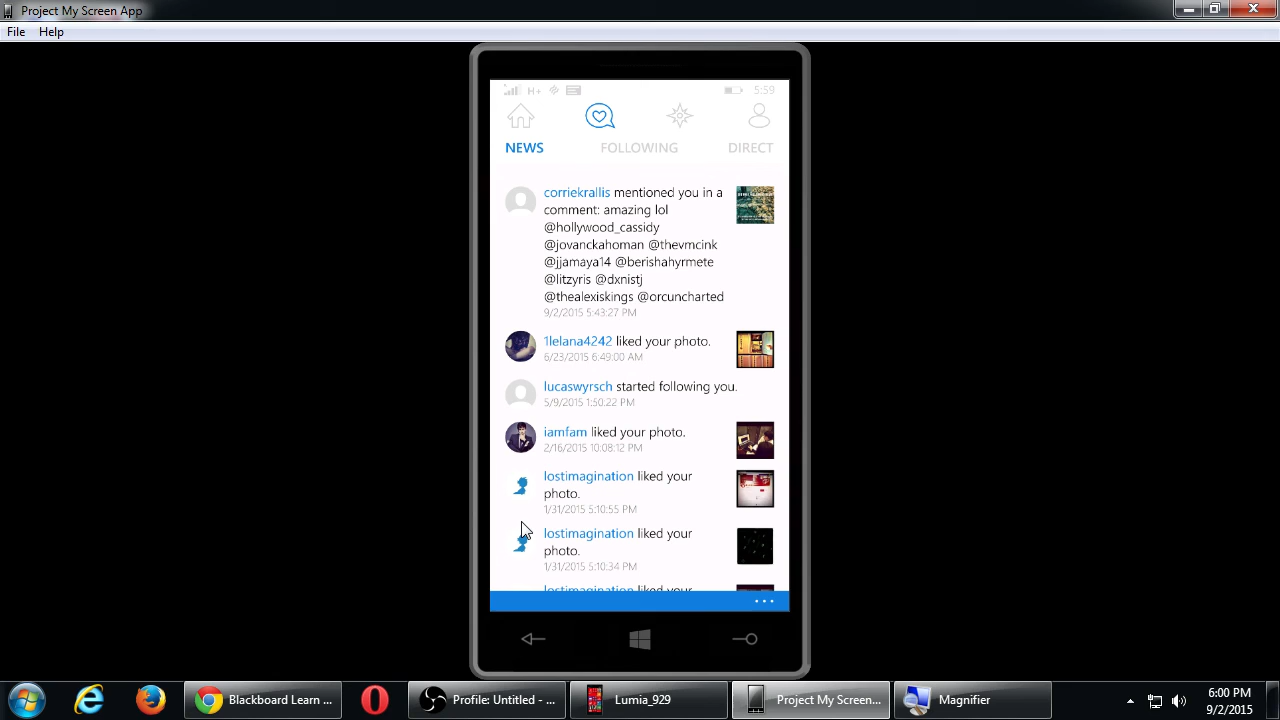 Project My Screen App
File Help
H+ 5:59
NEWS FOLLOWING DIRECT
corriekrallis mentioned you in a
comment: amazing lol
@hollywood_cassidy
@jovanckahoman @thevmcink
@jjamaya14 @berishahyrmete
@litzyris @dxnistj
@thealexiskings @orcuncharted
9/2/2015 5:43:27 PM
1lelana4242 liked your photo.
6/23/2015 6:49:00 AM
lucaswyrsch started following you.
5/9/2015 1:50:22 PM
iamfam liked your photo.
2/16/2015 10:08:12 PM
lostimagination liked your
photo.
1/31/2015 5:10:55 PM
lostimagination liked your
photo.
1/31/2015 5:10:34 PM
lostimagination liked your
Blackboard Learn ... Profile: Untitled - ... Lumia_929 Project My Screen... Magnifier
6:00 PM
9/2/2015